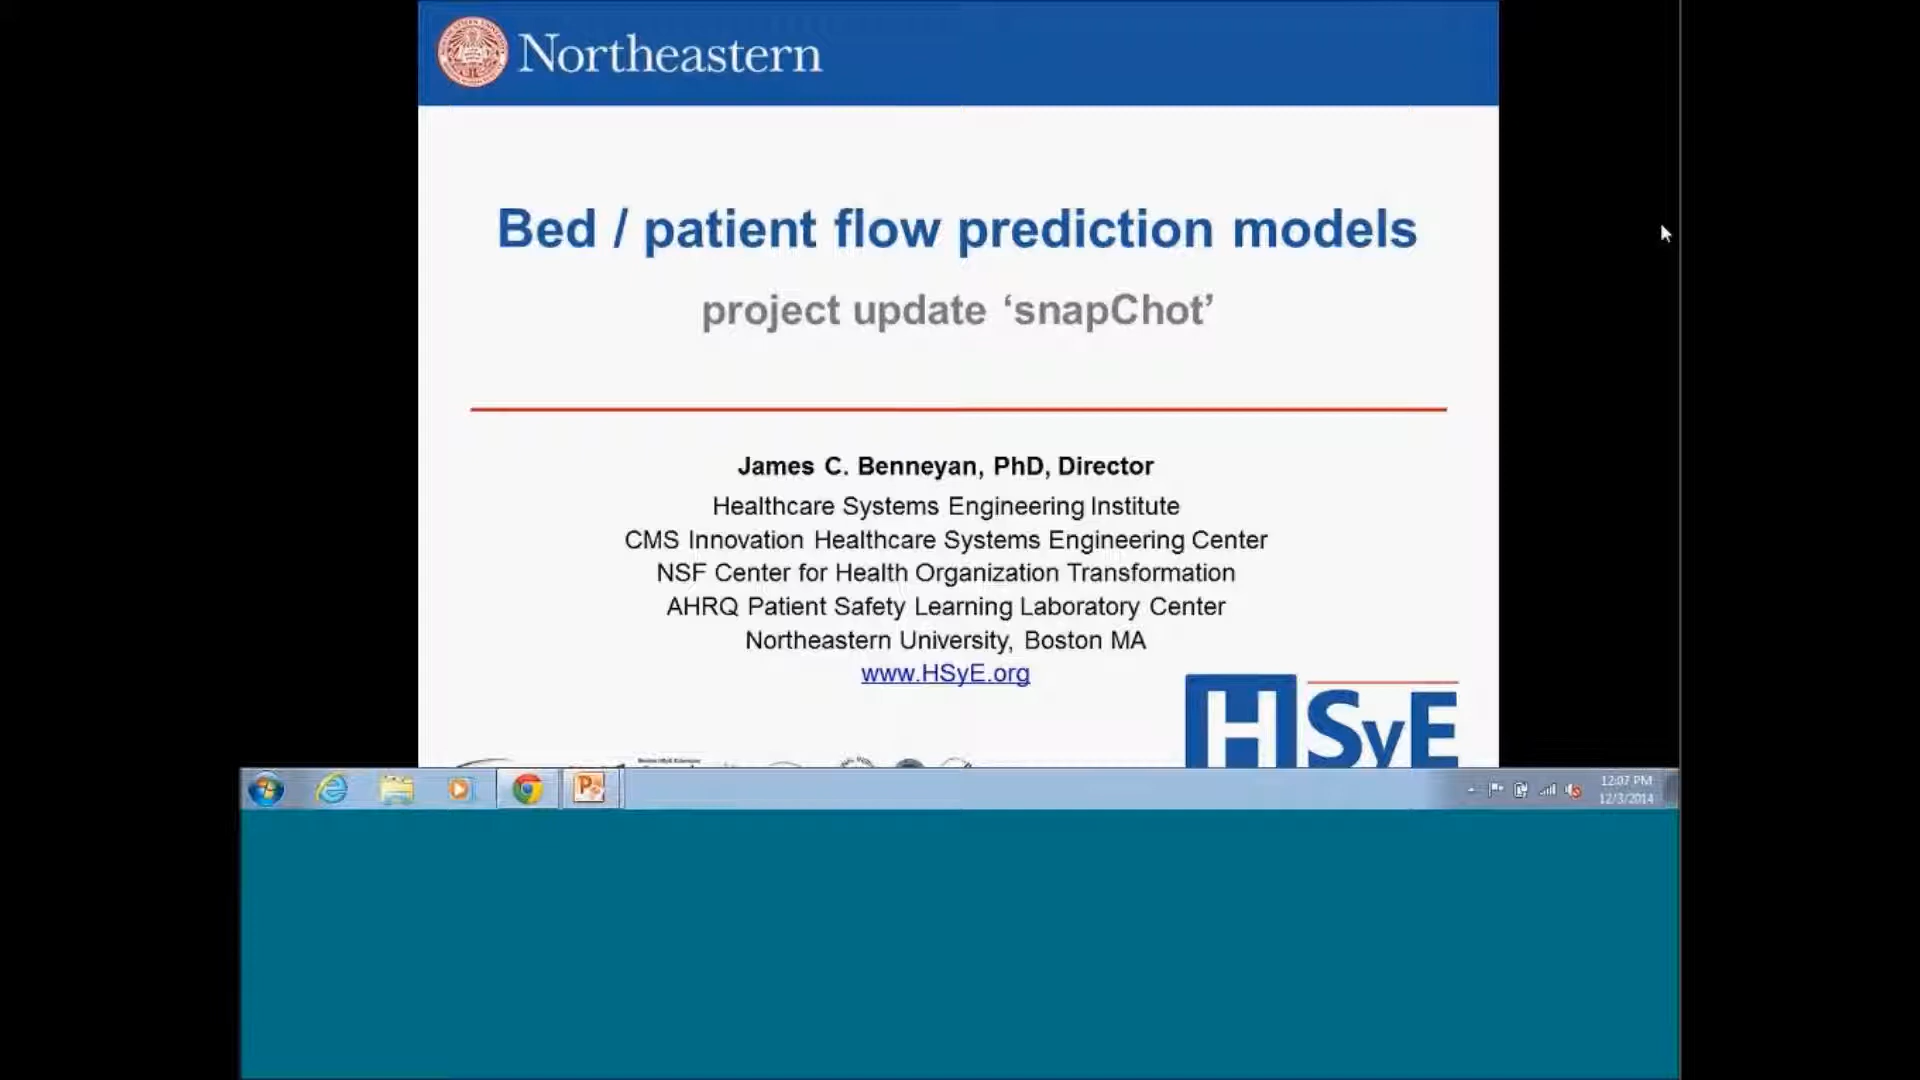 Northeastern
Bed / patient flow prediction models
project update ‘snapChot’
James C. Benneyan, PhD, Director
Healthcare Systems Engineering Institute
CMS Innovation Healthcare Systems Engineering Center
NSF Center for Health Organization Transformation
AHRQ Patient Safety Learning Laboratory Center
Northeastern University, Boston MA
www.HSyE.org
HSyE
12:07 PM
12/3/2014